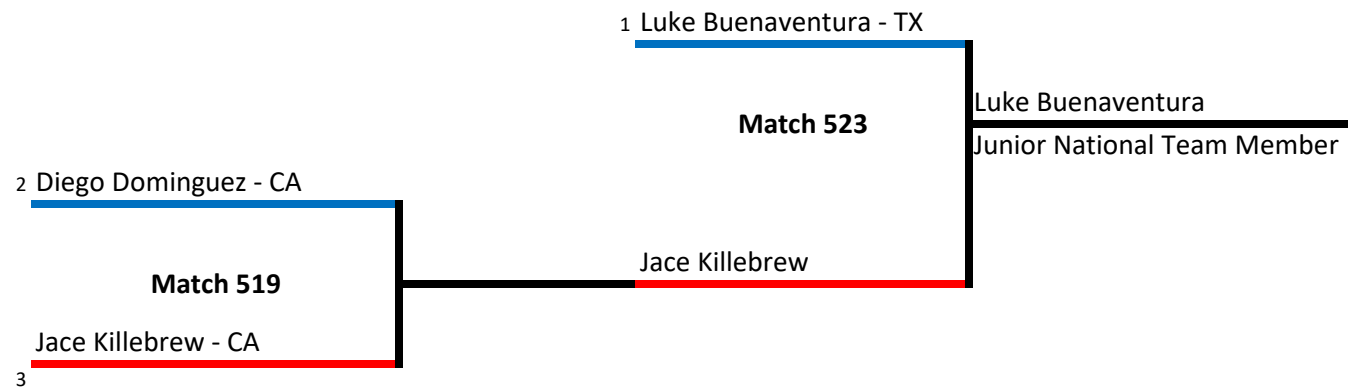 1 Luke Buenaventura - TX
Match 523
Luke Buenaventura
Junior National Team Member
2 Diego Dominguez - CA
Match 519
Jace Killebrew
Jace Killebrew - CA
3